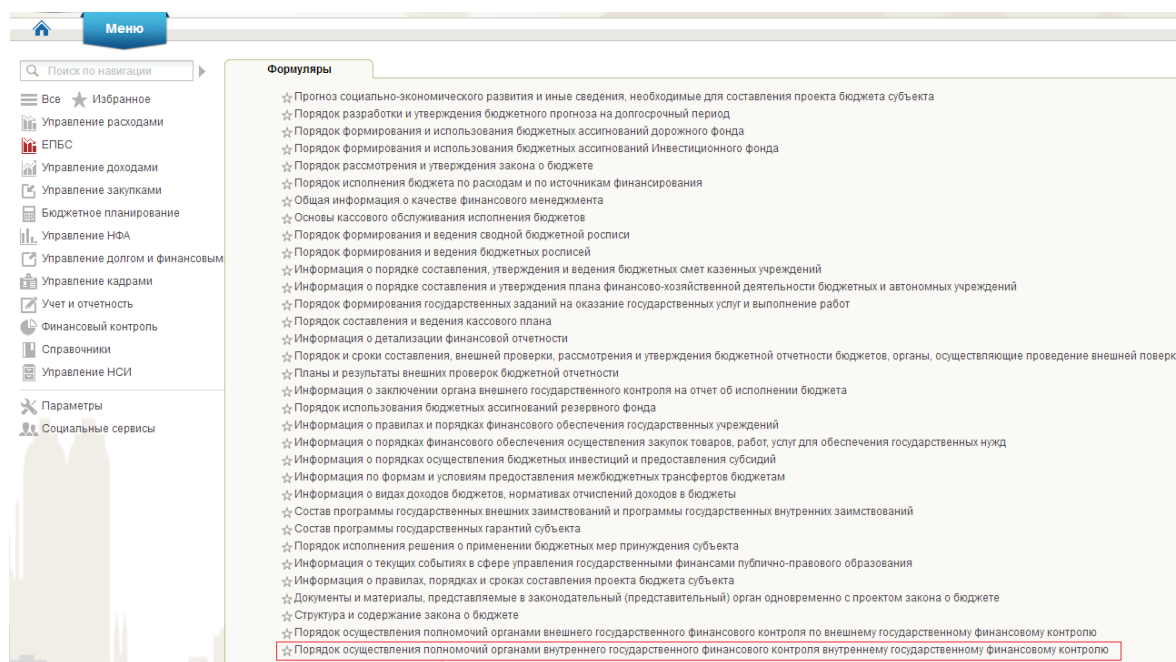 Меню
Поиск по навигации
Все Избранное
Управление расходами
ЕПБС
Управление доходами
Управление закупками
Бюджетное планирование
Управление НФА
Управление долгом и финансовым
Управление кадрами
Учет и отчетность
Финансовый контроль
Справочники
Управление НСИ
Параметры
Социальные сервисы
Формуляры
Прогноз социально-экономического развития и иные сведения, необходимые для составления проекта бюджета субъекта
Порядок разработки и утверждения бюджетного прогноза на долгосрочный период
Порядок формирования и использования бюджетных ассигнований дорожного фонда
Порядок формирования и использования бюджетных ассигнований Инвестиционного фонда
Порядок рассмотрения и утверждения закона о бюджете
Порядок исполнения бюджета по расходам и по источникам финансирования
Общая информация о качестве финансового менеджмента
Основы кассового обслуживания исполнения бюджетов
Порядок формирования и ведения сводной бюджетной росписи
Порядок формирования и ведения бюджетных росписей
Информация о порядке составления, утверждения и ведения бюджетных смет казенных учреждений
Информация о порядке составления и утверждения плана финансово-хозяйственной деятельности бюджетных и автономных учреждений
Порядок формирования государственных заданий на оказание государственных услуг и выполнение работ
Порядок составления и ведения кассового плана
Информация о детализации финансовой отчетности
Порядок и сроки составления, внешней проверки, рассмотрения и утверждения бюджетной отчетности бюджетов, органы, осуществляющие проведение внешней поверк
Планы и результаты внешних проверок бюджетной отчетности
Информация о заключении органа внешнего государственного контроля на отчет об исполнении бюджета
Порядок использования бюджетных ассигнований резервного фонда
Информация о правилах и порядках финансового обеспечения государственных учреждений
Информация о порядках финансового обеспечения осуществления закупок товаров, работ, услуг для обеспечения государственных нужд
Информация о порядках осуществления бюджетных инвестиций и предоставления субсидий
Информация по формам и условиям предоставления межбюджетных трансфертов бюджетам
Информация о видах доходов бюджетов, нормативах отчислений доходов в бюджеты
Состав программы государственных внешних заимствований и программы государственных внутренних заимствований
Состав программы государственных гарантий субъекта
Порядок исполнения решения о применении бюджетных мер принуждения субъекта
Информация о текущих событиях в сфере управления государственными финансами публично-правового образования
Информация о правилах, порядках и сроках составления проекта бюджета субъекта
Документы и материалы, представляемые в законодательный (представительный) орган одновременно с проектом закона о бюджете
Структура и содержание закона о бюджете
Порядок осуществления полномочий органами внешнего государственного финансового контроля по внешнему государственному финансовому контролю
Порядок осуществления полномочий органами внутреннего государственного финансового контроля внутреннему государственному финансовому контролю